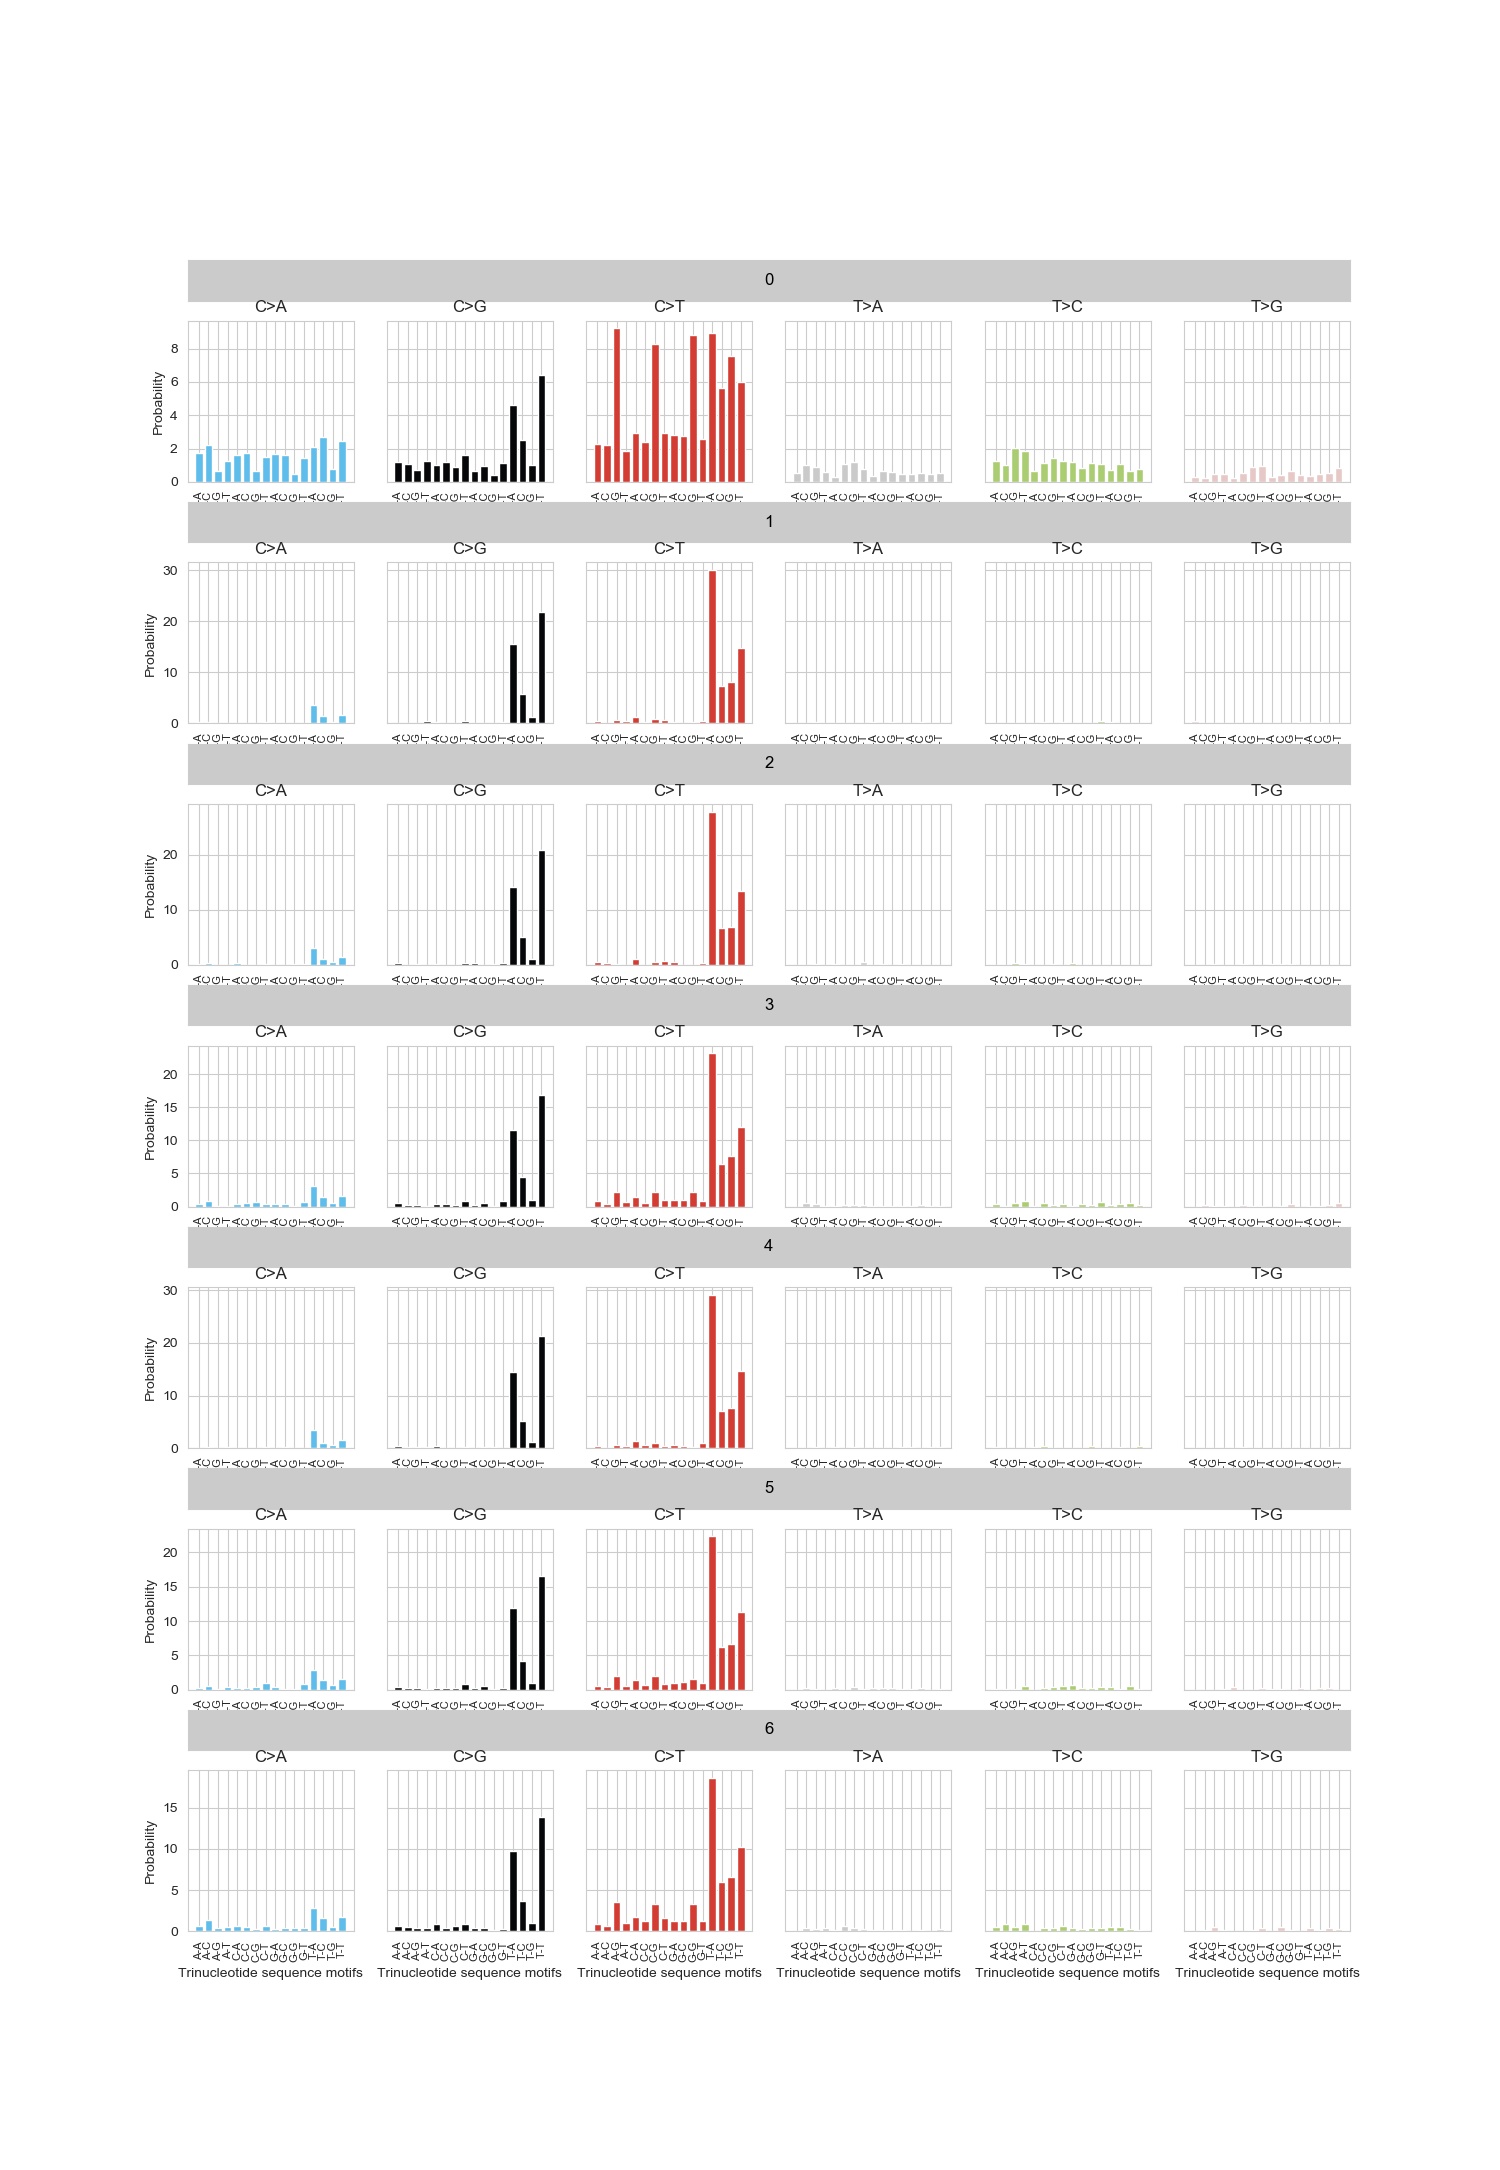 0
C>A C>G C>T T>A T>C T>G
8
6
4
2
0
Probability
1
C>A C>G C>T T>A T>C T>G
30
20
10
0
Probability
2
C>A C>G C>T T>A T>C T>G
20
10
0
Probability
3
C>A C>G C>T T>A T>C T>G
20
15
10
5
0
Probability
4
C>A C>G C>T T>A T>C T>G
30
20
10
0
Probability
5
C>A C>G C>T T>A T>C T>G
20
15
10
5
0
Probability
6
C>A C>G C>T T>A T>C T>G
15
10
5
0
Probability
A-A A-C A-G A-T C-A C-C C-G C-T G-A G-C G-G G-T T-A T-C T-G T-T
A-A A-C A-G A-T C-A C-C C-G C-T G-A G-C G-G G-T T-A T-C T-G T-T
A-A A-C A-G A-T C-A C-C C-G C-T G-A G-C G-G G-T T-A T-C T-G T-T
A-A A-C A-G A-T C-A C-C C-G C-T G-A G-C G-G G-T T-A T-C T-G T-T
A-A A-C A-G A-T C-A C-C C-G C-T G-A G-C G-G G-T T-A T-C T-G T-T
A-A A-C A-G A-T C-A C-C C-G C-T G-A G-C G-G G-T T-A T-C T-G T-T
Trinucleotide sequence motifs Trinucleotide sequence motifs Trinucleotide sequence motifs Trinucleotide sequence motifs Trinucleotide sequence motifs Trinucleotide sequence motifs